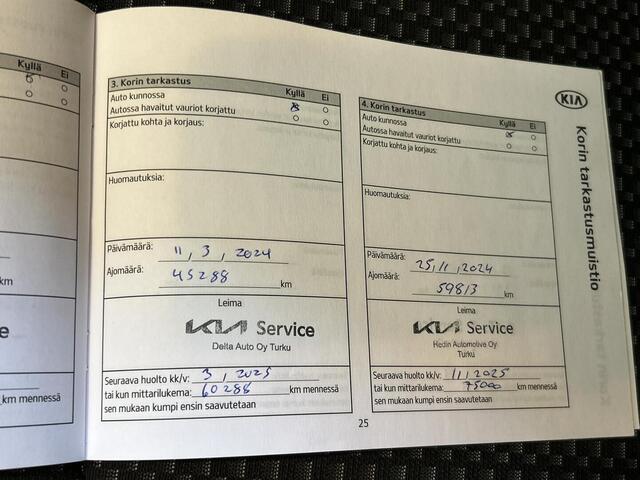 Kyllä Ei
km
e
km mennessä
3. Korin tarkastus
Kyllä Ei
Auto kunnossa
Autossa havaitut vauriot korjattu
Korjattu kohta ja korjaus:
Huomautuksia:
Päivämäärä: 11, 3, 2024
Ajomäärä: 45288 km
Leima
KIA Service
Delta Auto Oy Turku
Seuraava huolto kk/v: 3, 2025
tai kun mittarilukema: 60288 km mennessä
sen mukaan kumpi ensin saavutetaan
4. Korin tarkastus
Kyllä Ei
Auto kunnossa
Autossa havaitut vauriot korjattu
Korjattu kohta ja korjaus:
Huomautuksia:
Päivämäärä: 25, 11, 2024
Ajomäärä: 59813 km
Leima
KIA Service
Hedin Automotive Oy
Turku
Seuraava huolto kk/v: 11, 2025
tai kun mittarilukema: 75000 km mennessä
sen mukaan kumpi ensin saavutetaan
25
KIA
Korin tarkastusmuistio